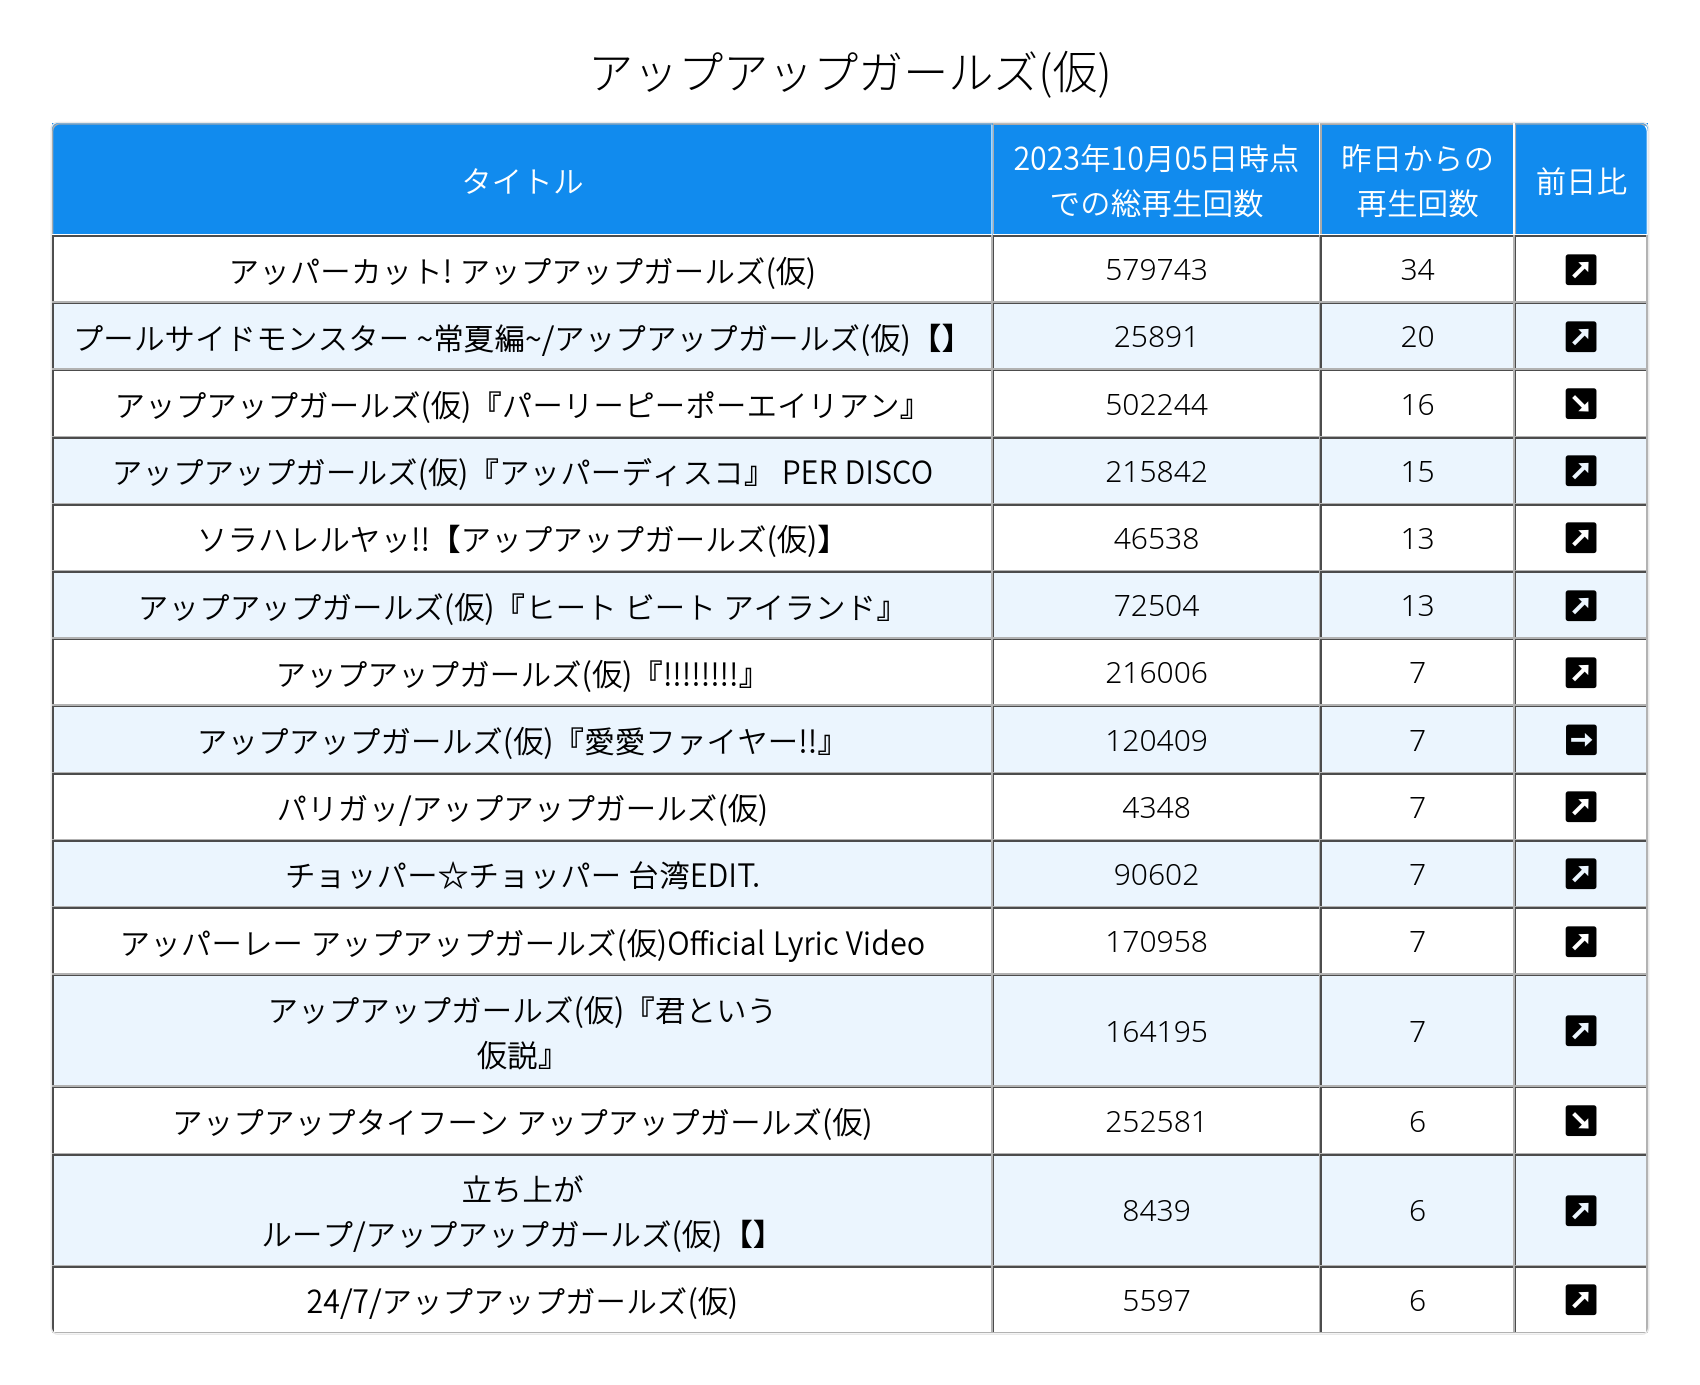 アップアップガールズ(仮)
タイトル 2023年10月05日時点での総再生回数 昨日からの再生回数 前日比
アッパーカット! アップアップガールズ(仮) 579743 34
プールサイドモンスター ~常夏編~/アップアップガールズ(仮)【】 25891 20
アップアップガールズ(仮)『パーリーピーポーエイリアン』 502244 16
アップアップガールズ(仮)『アッパーディスコ』 PER DISCO 215842 15
ソラハレルヤッ!!【アップアップガールズ(仮)】 46538 13
アップアップガールズ(仮)『ヒート ビート アイランド』 72504 13
アップアップガールズ(仮)『!!!!!!!!』 216006 7
アップアップガールズ(仮)『愛愛ファイヤー!!』 120409 7
パリガッ/アップアップガールズ(仮) 4348 7
チョッパー☆チョッパー 台湾EDIT. 90602 7
アッパーレー アップアップガールズ(仮)Official Lyric Video 170958 7
アップアップガールズ(仮)『君という
仮説』 164195 7
アップアップタイフーン アップアップガールズ(仮) 252581 6
立ち上が
ループ/アップアップガールズ(仮)【】 8439 6
24/7/アップアップガールズ(仮) 5597 6